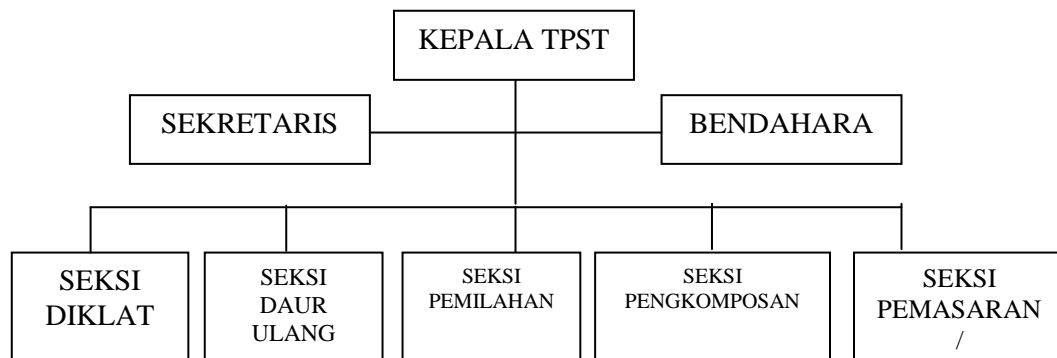 KEPALA TPST
SEKRETARIS
BENDAHARA
SEKSI
DIKLAT
SEKSI
DAUR
ULANG
SEKSI
PEMILAHAN
SEKSI
PENGKOMPOSAN
SEKSI
PEMASARAN
/